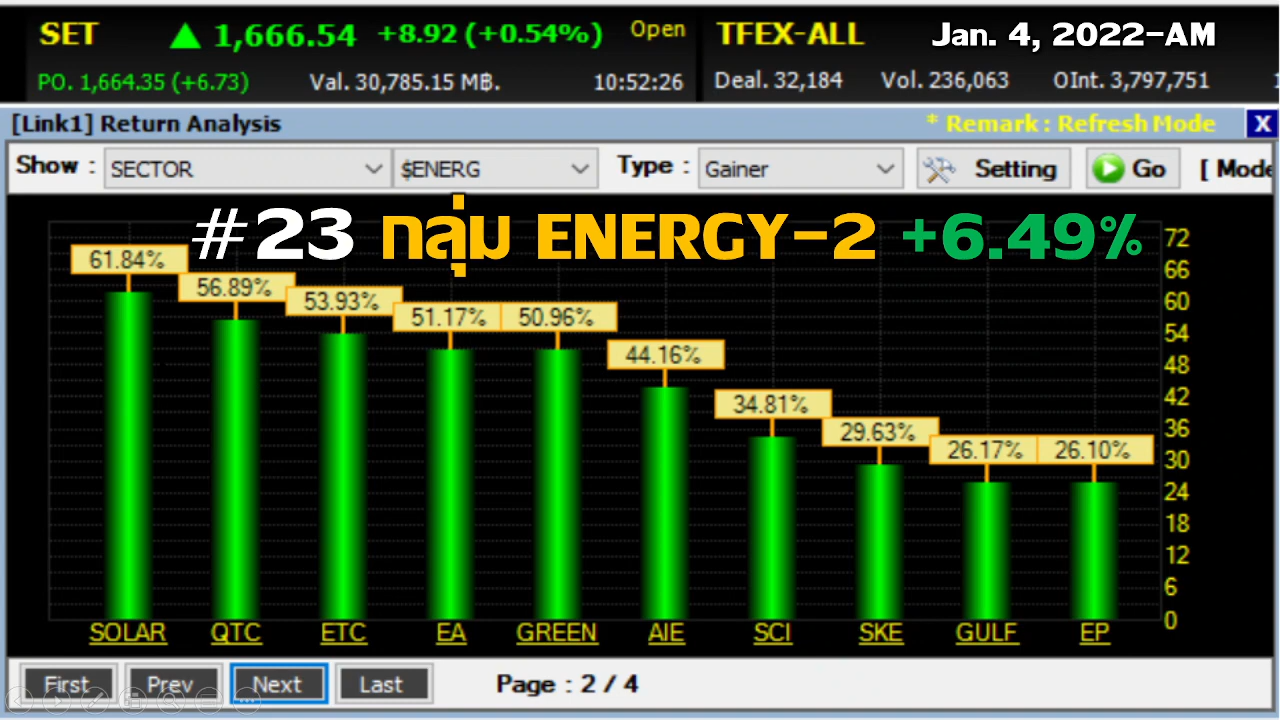 SET ▲ 1,666.54 +8.92 (+0.54%) Open TFEX-ALL Jan. 4, 2022-AM
PO. 1,664.35 (+6.73) Val. 30,785.15 M฿. 10:52:26 Deal. 32,184 Vol. 236,063 OInt. 3,797,751
[Link1] Return Analysis * Remark : Refresh Mode X
Show : SECTOR $ENERG Type : Gainer Setting Go [ Mode
#23 กลุ่ม ENERGY-2 +6.49%
61.84% 56.89% 53.93% 51.17% 50.96% 44.16% 34.81% 29.63% 26.17% 26.10%
72
66
60
54
48
42
36
30
24
18
12
6
0
SOLAR QTC ETC EA GREEN AIE SCI SKE GULF EP
First Prev Next Last Page : 2 / 4